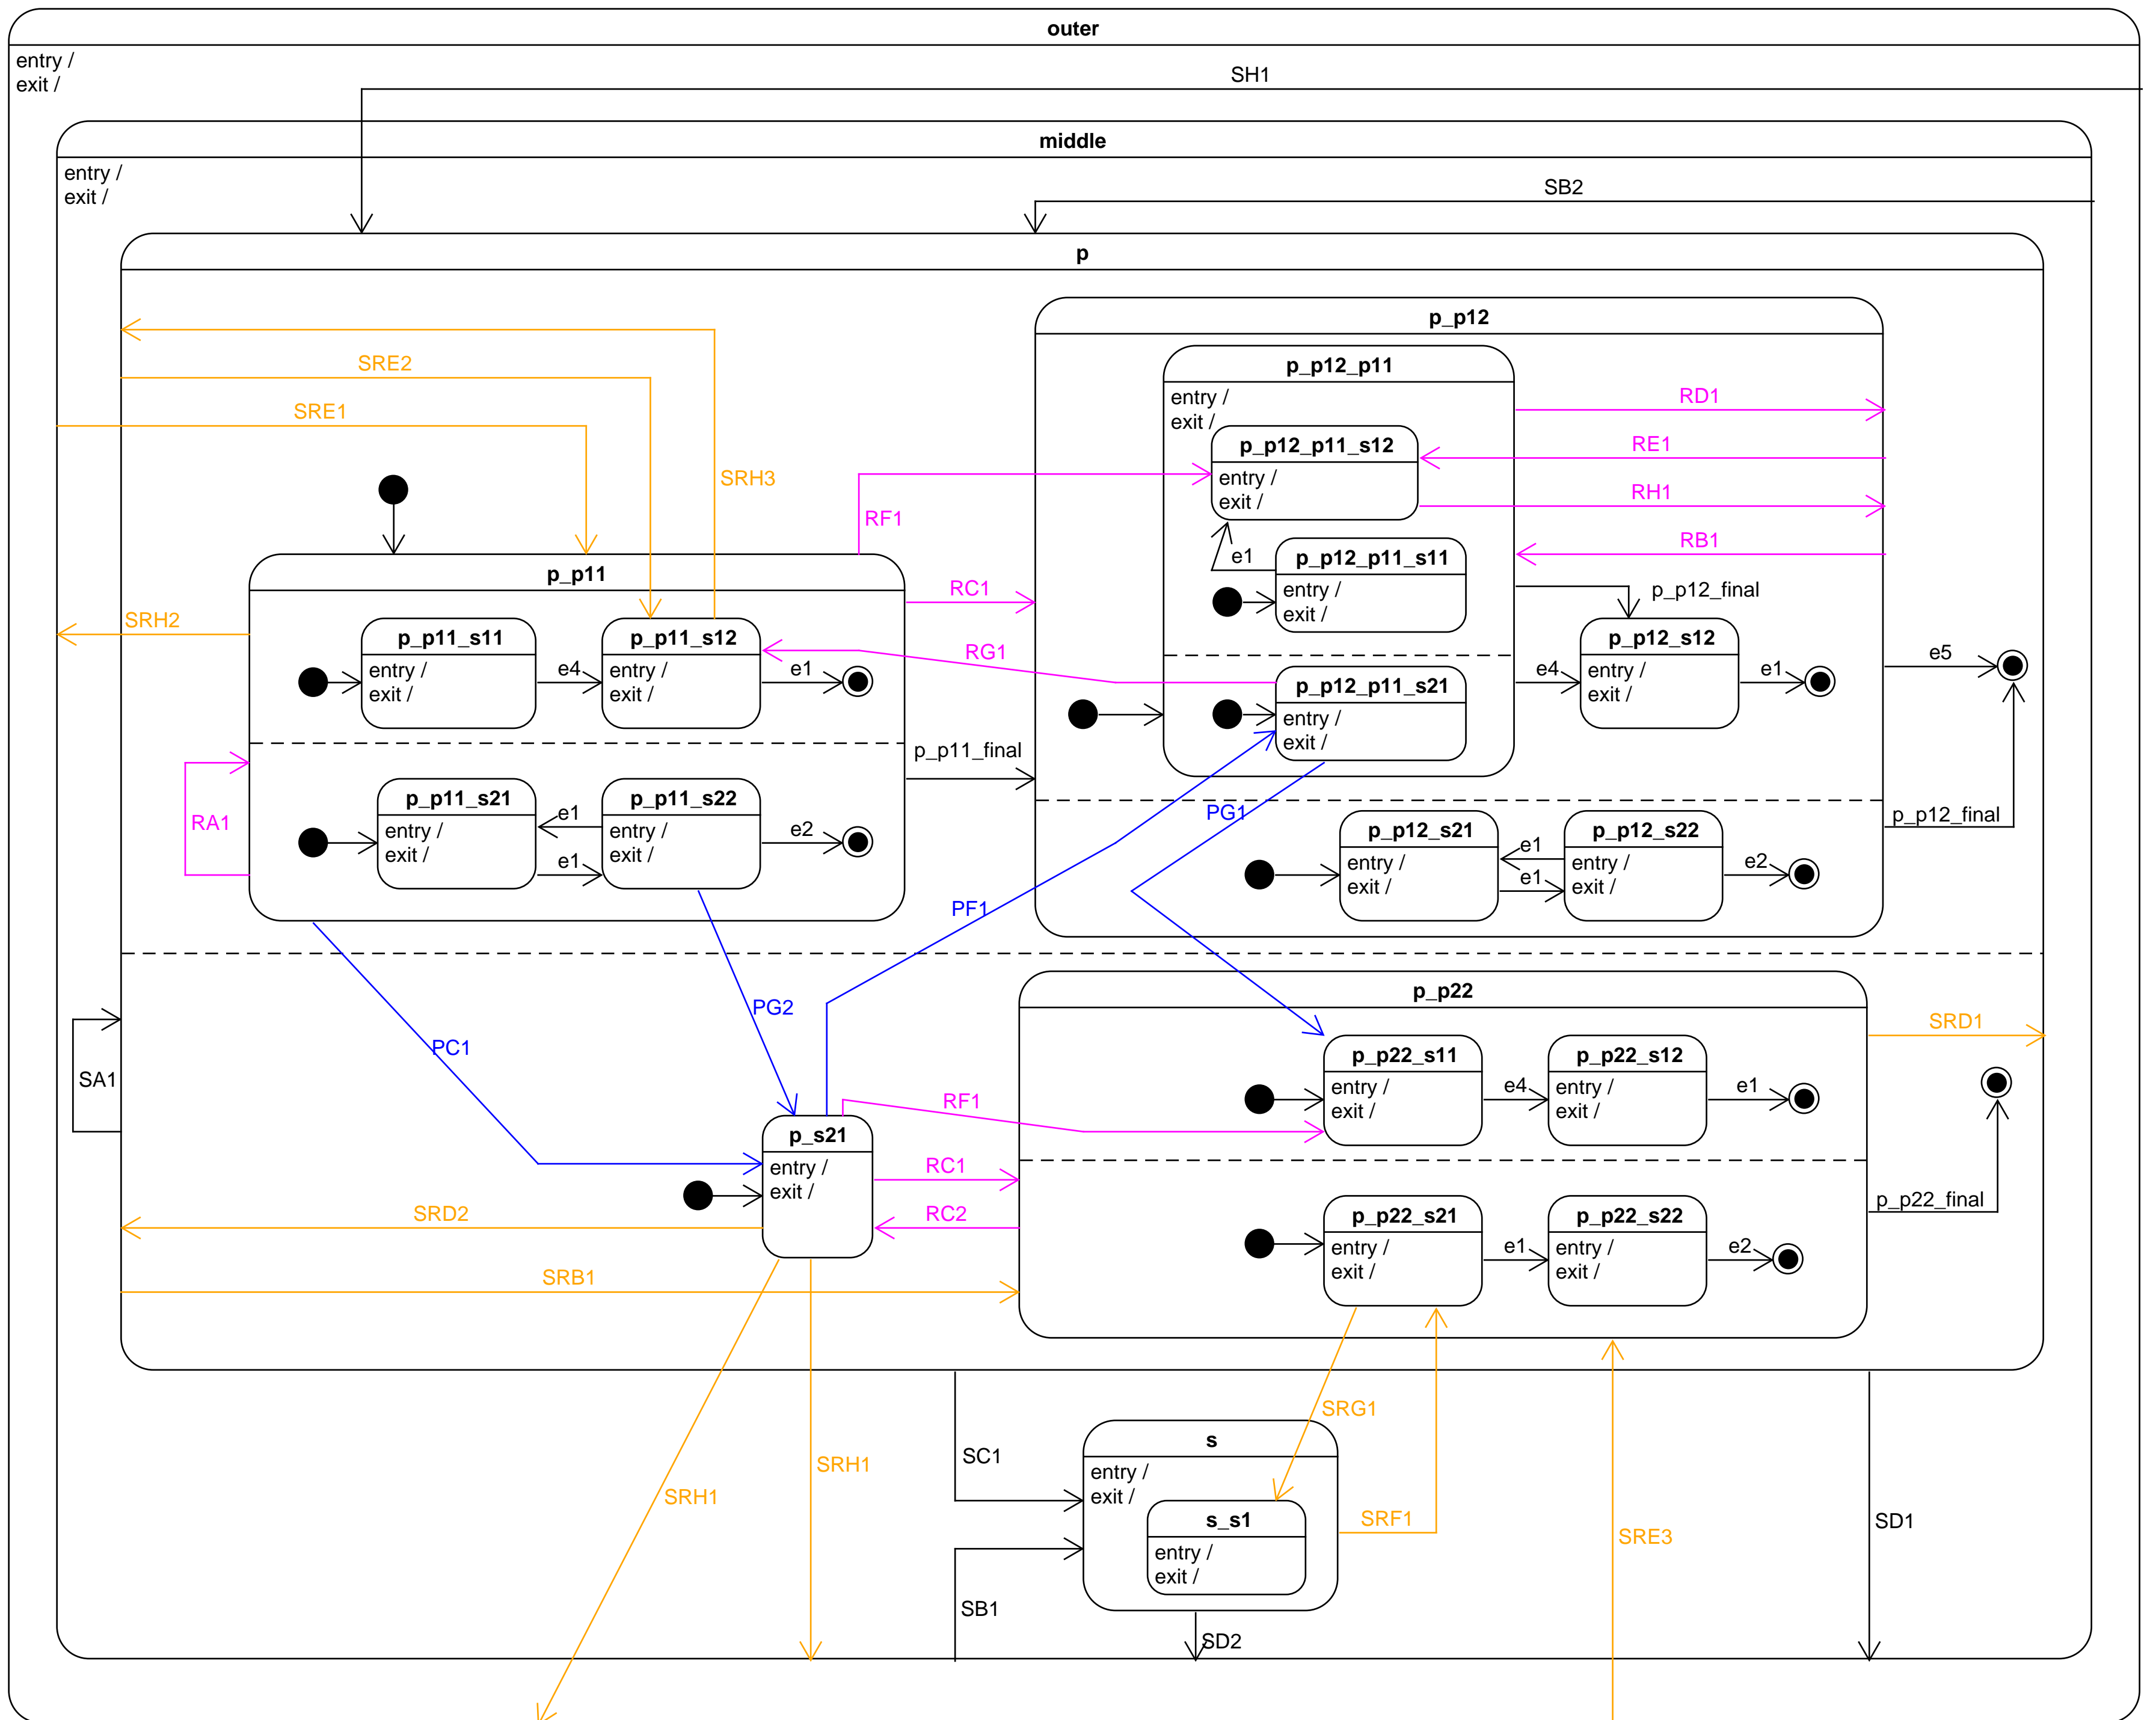 outer
entry /
exit /
SH1
middle
entry /
exit /
SB2
p
p_p12
SRE2
p_p12_p11
entry /
exit /
RD1
SRE1
p_p12_p11_s12
entry /
exit /
RE1
SRH3
RH1
RF1
RB1
e1
p_p12_p11_s11
entry /
exit /
p_p11
RC1
p_p12_final
SRH2
p_p11_s11
entry /
exit /
e4
p_p11_s12
entry /
exit /
e1
RG1
p_p12_p11_s21
entry /
exit /
e4
p_p12_s12
entry /
exit /
e1
e5
p_p11_final
RA1
p_p11_s21
entry /
exit /
e1
e1
p_p11_s22
entry /
exit /
e2
PG1
p_p12_s21
entry /
exit /
e1
e1
p_p12_s22
entry /
exit /
e2
p_p12_final
PF1
PG2
PC1
p_p22
SRD1
SA1
p_p22_s11
entry /
exit /
e4
p_p22_s12
entry /
exit /
e1
RF1
p_s21
entry /
exit /
RC1
RC2
SRD2
p_p22_final
p_p22_s21
entry /
exit /
e1
p_p22_s22
entry /
exit /
e2
SRB1
SRG1
SC1
s
entry /
exit /
SRH1
SRH1
s_s1
entry /
exit /
SRF1
SD1
SRE3
SB1
SD2